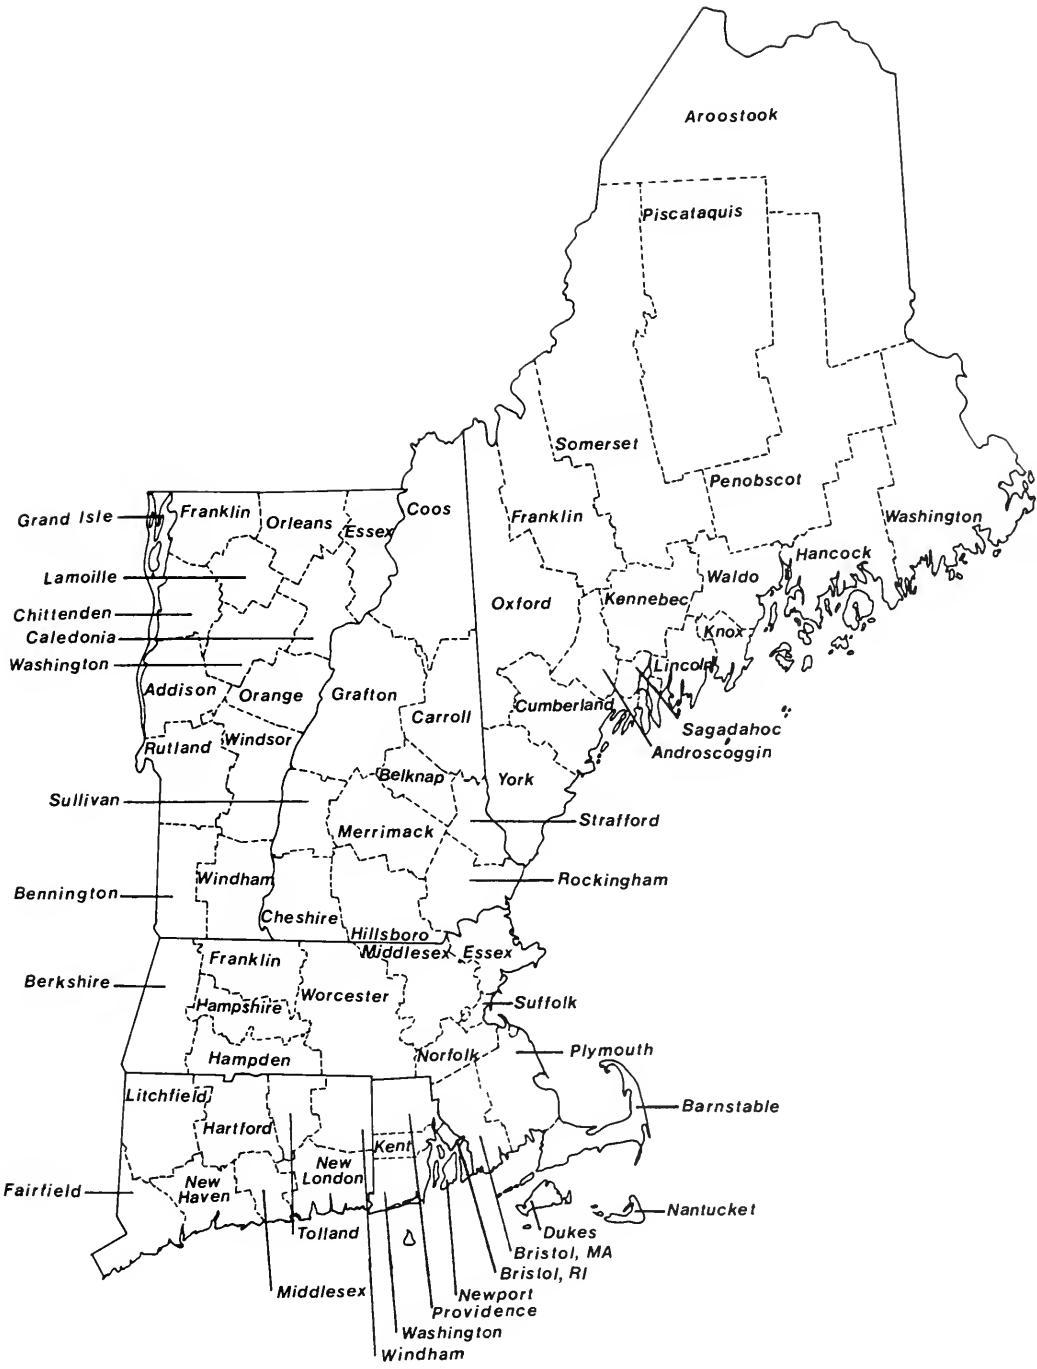 Aroostook
Piscataquis
Somerset
Penobscot
Grand Isle
Franklin
Orleans
Essex
Coos
Franklin
Washington
Hancock
Lamoille
Waldo
Chittenden
Oxford
Kennebec
Caledonia
Knox
Washington
Lincoln
Addison
Orange
Grafton
Carroll
Cumberland
Sagadahoc
Androscoggin
Rutland
Windsor
Belknap
York
Sullivan
Merrimack
Strafford
Bennington
Windham
Rockingham
Cheshire
Hillsboro
Middlesex
Essex
Franklin
Berkshire
Worcester
Hampshire
Suffolk
Hampden
Norfolk
Plymouth
Litchfield
Hartford
Barnstable
Kent
New
London
Fairfield
New
Haven
Nantucket
Tolland
Dukes
Bristol, MA
Bristol, RI
Middlesex
Newport
Providence
Washington
Windham